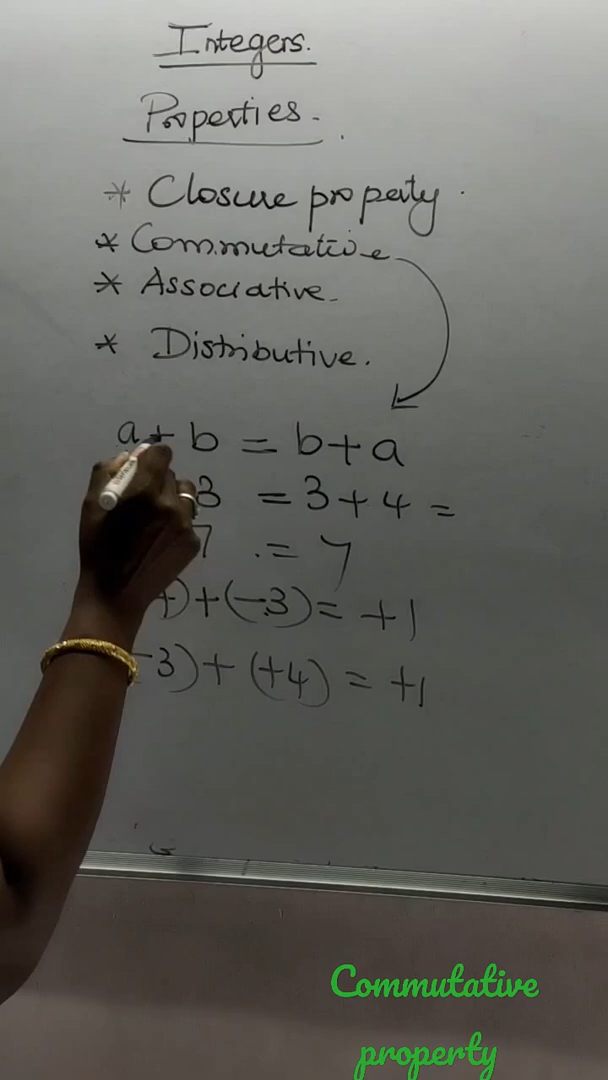 Integers.
Properties.
* Closure property.
* Commutative
* Associative.
* Distributive.
a + b = b + a
3 = 3 + 4 =
7 = 7
) + (-3) = +1
-3) + (+4) = +1
Commutative
property